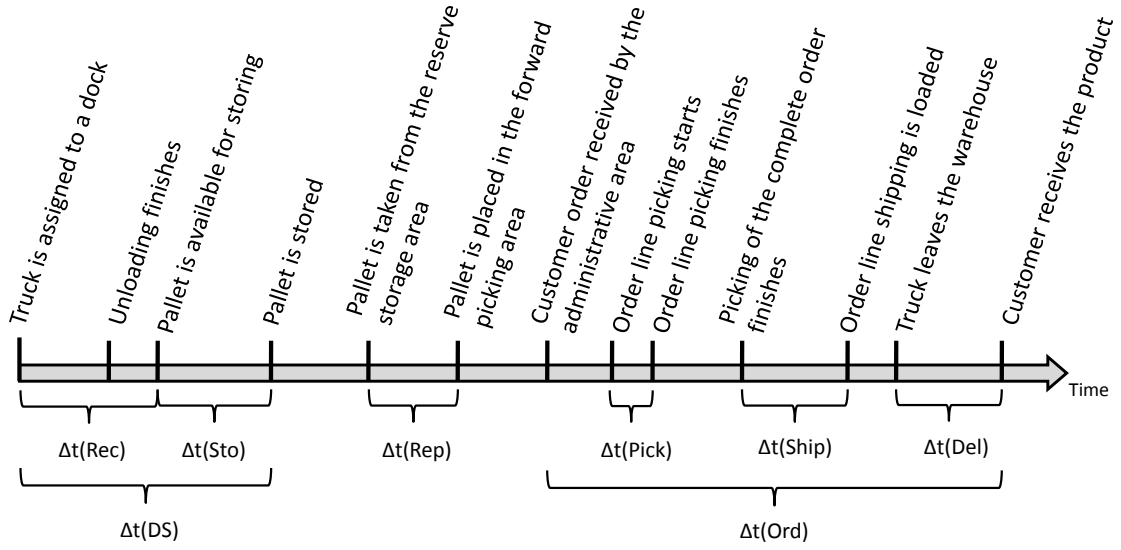 Truck is assigned to a dock
Unloading finishes
Pallet is available for storing
Pallet is stored
Pallet is taken from the reserve
storage area
Pallet is placed in the forward
picking area
Customer order received by the
administrative area
Order line picking starts
Order line picking finishes
Picking of the complete order
finishes
Order line shipping is loaded
Truck leaves the warehouse
Customer receives the product
Time
Δt(Rec)
Δt(Sto)
Δt(Rep)
Δt(Pick)
Δt(Ship)
Δt(Del)
Δt(DS)
Δt(Ord)